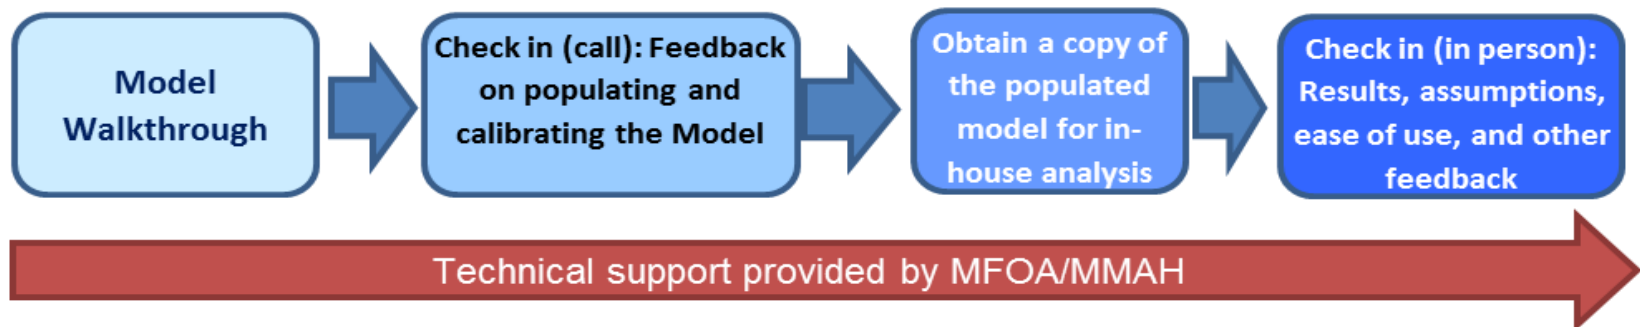 Model
Walkthrough
Check in (call): Feedback
on populating and
calibrating the Model
Obtain a copy of
the populated
model for in-
house analysis
Check in (in person):
Results, assumptions,
ease of use, and other
feedback
Technical support provided by MFOA/MMAH